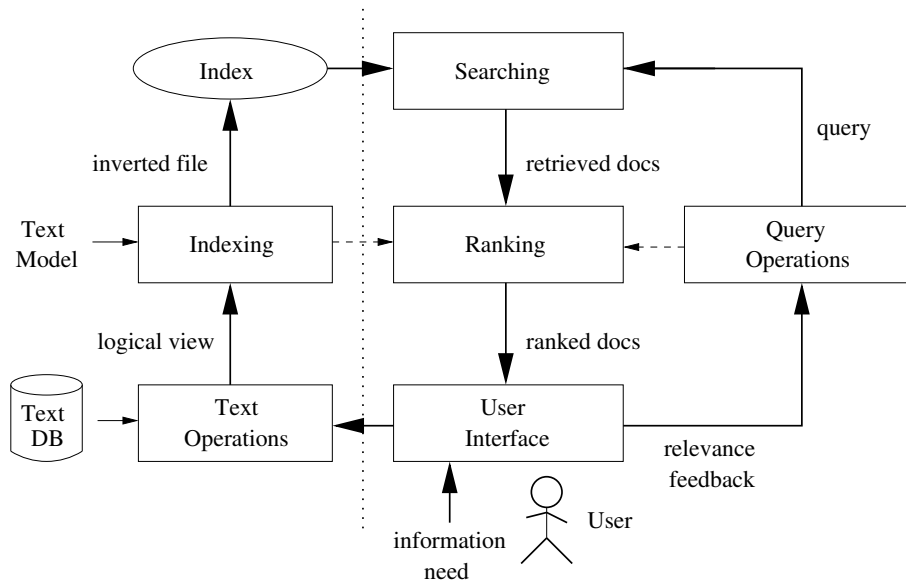 Index
Searching
query
inverted file
retrieved docs
Text
Model
Indexing
Ranking
Query
Operations
logical view
ranked docs
Text
DB
Text
Operations
User
Interface
relevance
feedback
information
need
User